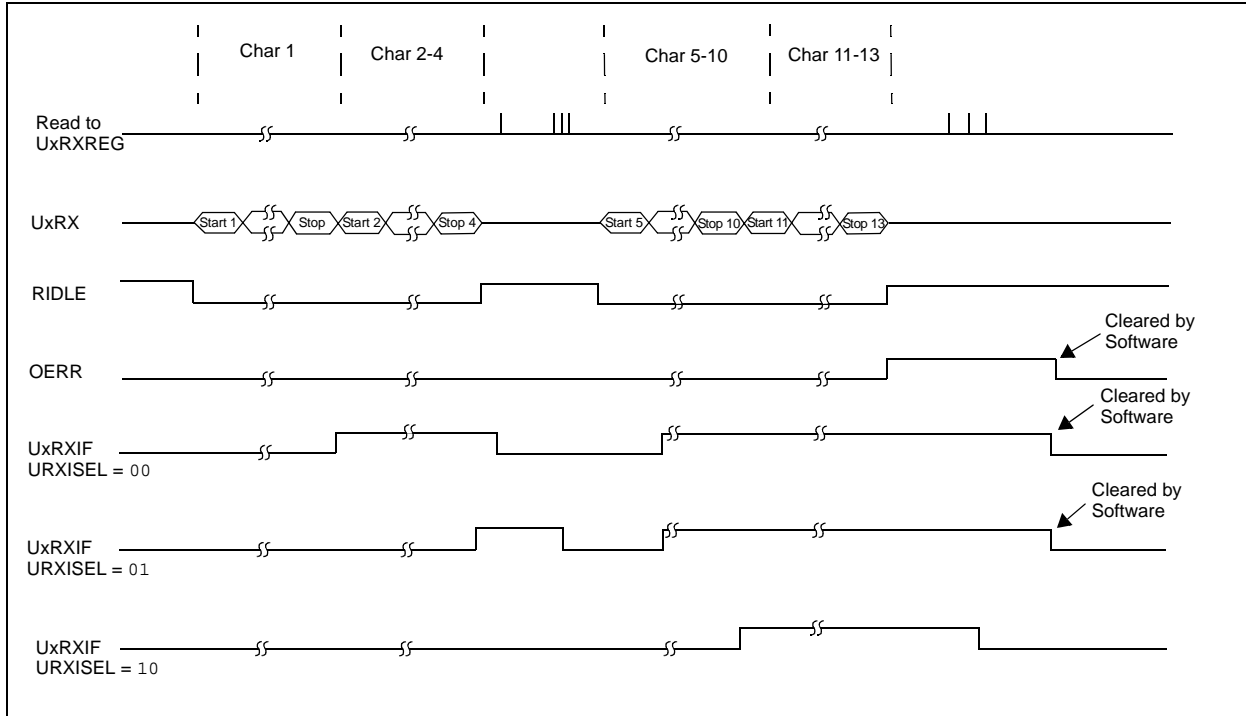 Char 1
Char 2-4
Char 5-10
Char 11-13
Read to
UxRXREG
UxRX
Start 1
Stop
Start 2
Stop 4
Start 5
Stop 10
Start 11
Stop 13
RIDLE
Cleared by
Software
OERR
Cleared by
Software
UxRXIF
URXISEL = 00
Cleared by
Software
UxRXIF
URXISEL = 01
UxRXIF
URXISEL = 10